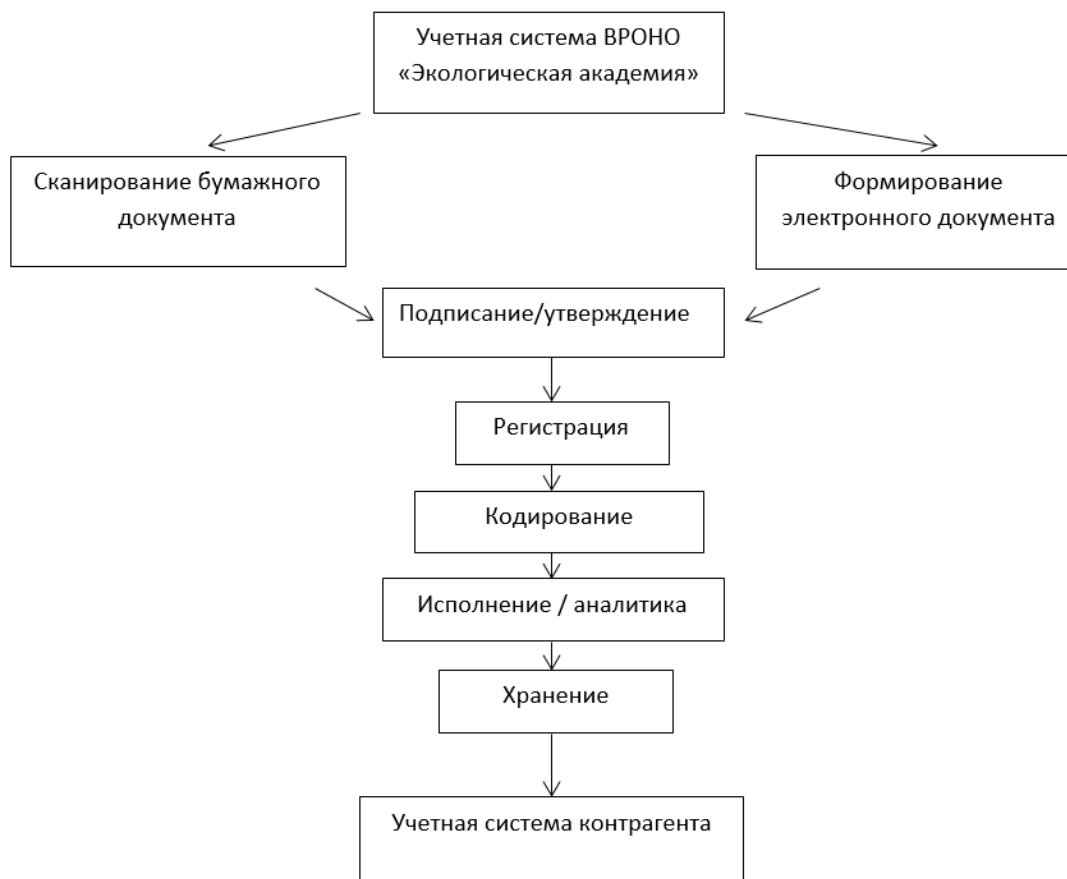 Учетная система ВРОНО
«Экологическая академия»
Сканирование бумажного
документа
Формирование
электронного документа
Подписание/утверждение
Регистрация
Кодирование
Исполнение / аналитика
Хранение
Учетная система контрагента